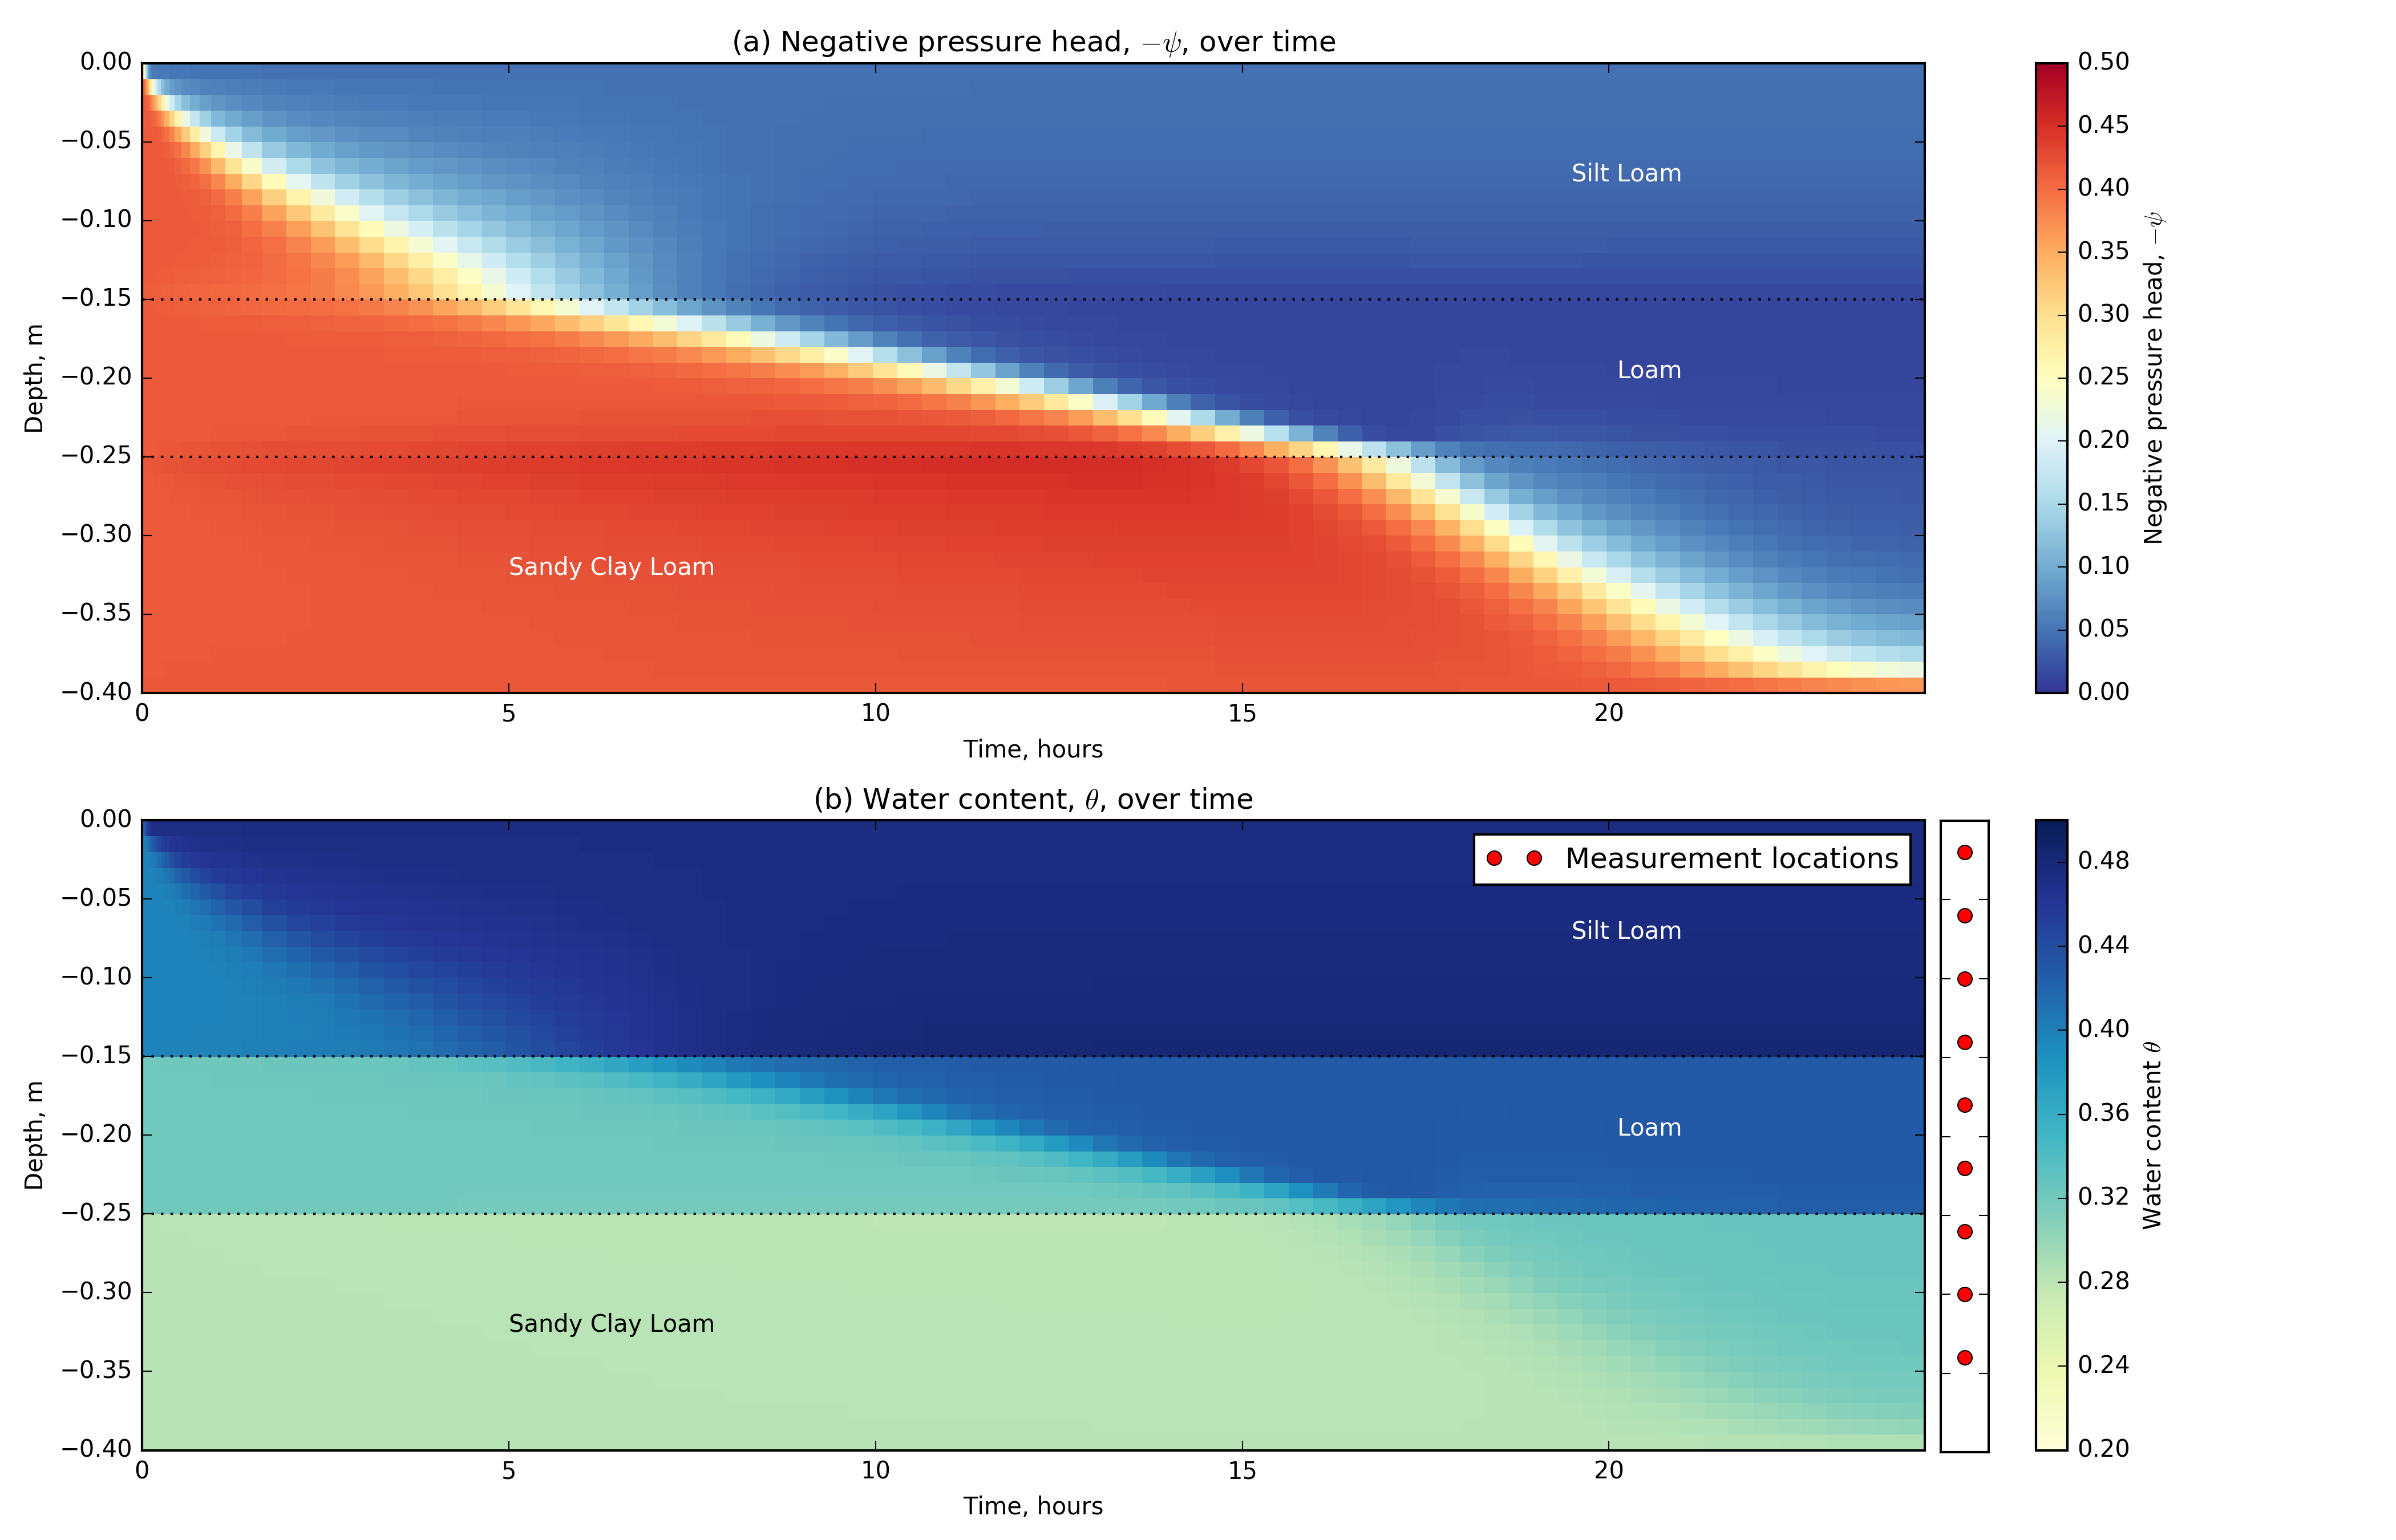 (a) Negative pressure head, −ψ, over time
0.00
−0.05
−0.10
−0.15
−0.20
−0.25
−0.30
−0.35
−0.40
Depth, m
Silt Loam
Loam
Sandy Clay Loam
0 5 10 15 20
Time, hours
0.50
0.45
0.40
0.35
0.30
0.25
0.20
0.15
0.10
0.05
0.00
Negative pressure head, −ψ
(b) Water content, θ, over time
0.00
−0.05
−0.10
−0.15
−0.20
−0.25
−0.30
−0.35
−0.40
Depth, m
Measurement locations
Silt Loam
Loam
Sandy Clay Loam
0 5 10 15 20
Time, hours
0.48
0.44
0.40
0.36
0.32
0.28
0.24
0.20
Water content θ